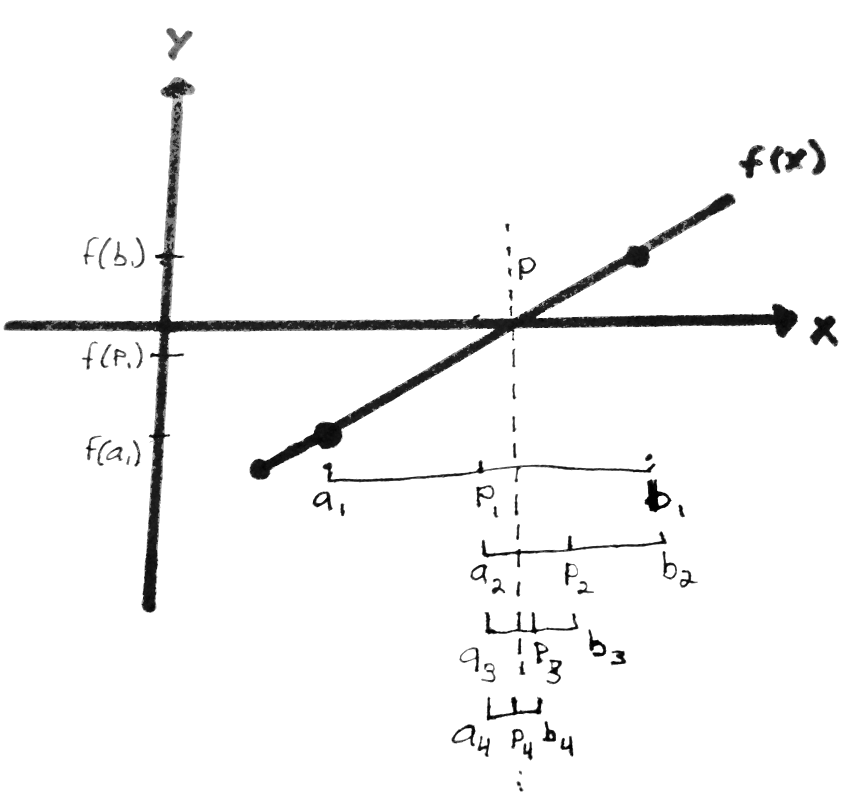 Y
f(x)
f(b₁)
p
x
f(p₁)
f(a₁)
a₁ p₁ b₁
a₂ p₂ b₂
a₃ p₃ b₃
a₄ p₄ b₄